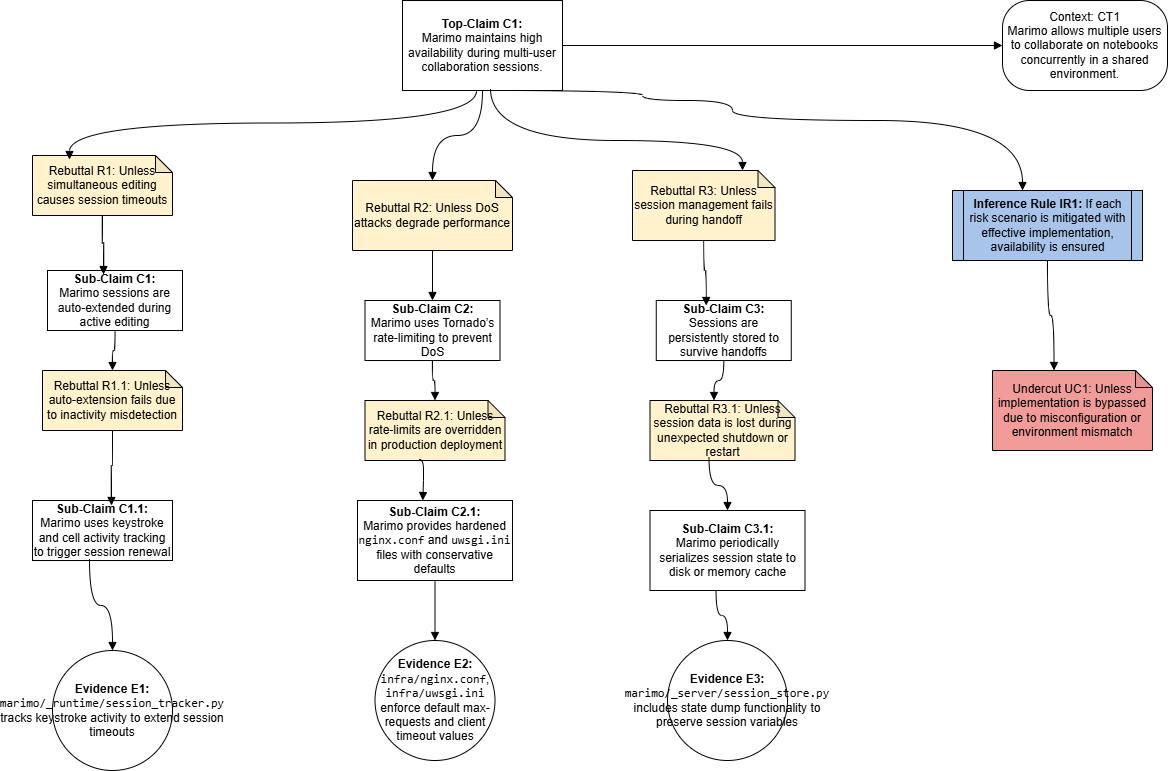 Top-Claim C1:
Marimo maintains high
availability during multi-user
collaboration sessions.
Context: CT1
Marimo allows multiple users
to collaborate on notebooks
concurrently in a shared
environment.
Rebuttal R1: Unless
simultaneous editing
causes session timeouts
Rebuttal R2: Unless DoS
attacks degrade performance
Rebuttal R3: Unless
session management fails
during handoff
Inference Rule IR1: If each
risk scenario is mitigated with
effective implementation,
availability is ensured
Sub-Claim C1:
Marimo sessions are
auto-extended during
active editing
Sub-Claim C2:
Marimo uses Tornado's
rate-limiting to prevent
DoS
Sub-Claim C3:
Sessions are
persistently stored to
survive handoffs
Rebuttal R1.1: Unless
auto-extension fails due
to inactivity misdetection
Rebuttal R2.1: Unless
rate-limits are overridden
in production deployment
Rebuttal R3.1: Unless
session data is lost during
unexpected shutdown or
restart
Undercut UC1: Unless
implementation is bypassed
due to misconfiguration or
environment mismatch
Sub-Claim C1.1:
Marimo uses keystroke
and cell activity tracking
to trigger session renewal
Sub-Claim C2.1:
Marimo provides hardened
nginx.conf and uwsgi.ini
files with conservative
defaults
Sub-Claim C3.1:
Marimo periodically
serializes session state to
disk or memory cache
Evidence E1:
marimo/_runtime/session_tracker.py
tracks keystroke activity to extend session
timeouts
Evidence E2:
infra/nginx.conf,
infra/uwsgi.ini
enforce default max-
requests and client
timeout values
Evidence E3:
marimo/_server/session_store.py
includes state dump functionality to
preserve session variables